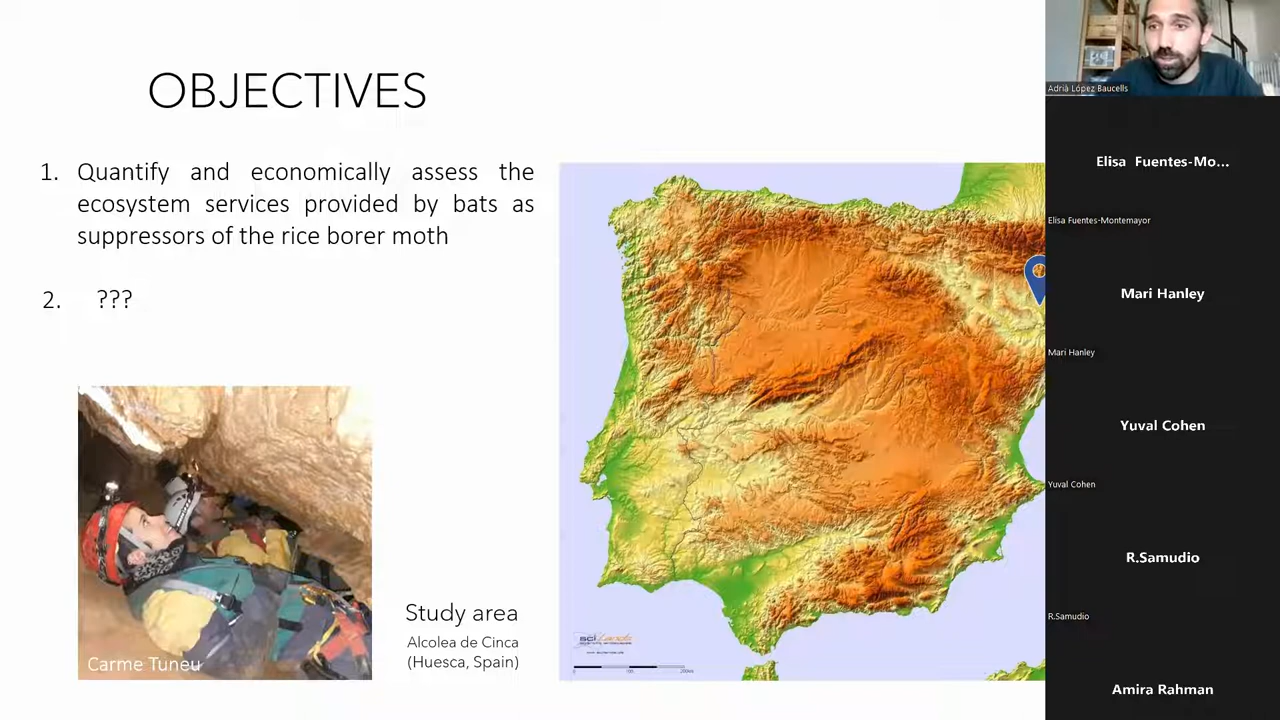 OBJECTIVES
1. Quantify and economically assess the
ecosystem services provided by bats as
suppressors of the rice borer moth
2. ???
Carme Tuneu
Study area
Alcolea de Cinca
(Huesca, Spain)
Adrià López Baucells
Elisa Fuentes-Mo...
Elisa Fuentes-Montemayor
Mari Hanley
Mari Hanley
Yuval Cohen
Yuval Cohen
R.Samudio
R.Samudio
Amira Rahman